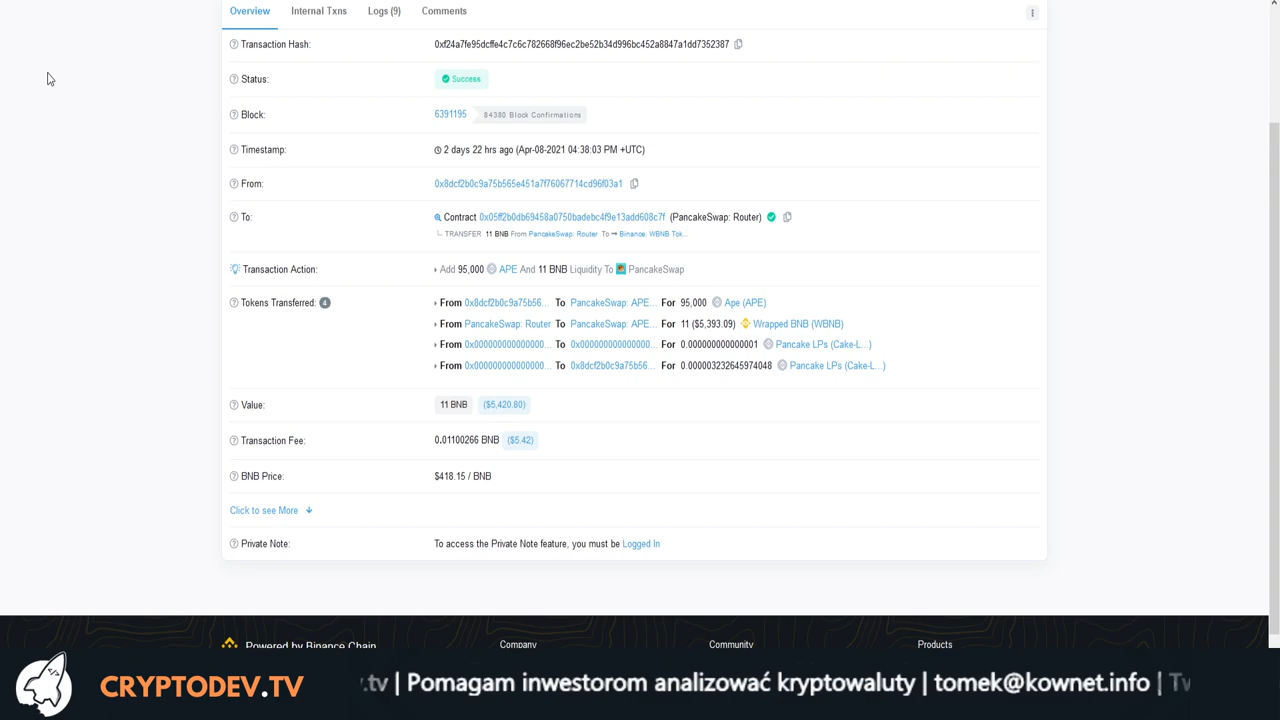 Overview Internal Txns Logs (9) Comments
Transaction Hash: 0xf24a7fe95dcffe4c7c6c782668f96ec2be52b34d996bc452a8847a1dd7352387
Status: Success
Block: 6391195 84380 Block Confirmations
Timestamp: 2 days 22 hrs ago (Apr-08-2021 04:38:03 PM +UTC)
From: 0x8dcf2b0c9a75b565e451a7f76067714cd96f03a1
To: Contract 0x05ff2b0db69458a0750badebc4f9e13add608c7f (PancakeSwap: Router)
TRANSFER 11 BNB From PancakeSwap: Router To → Binance: WBNB Tok...
Transaction Action: Add 95,000 APE And 11 BNB Liquidity To PancakeSwap
Tokens Transferred: 4 From 0x8dcf2b0c9a75b56... To PancakeSwap: APE... For 95,000 Ape (APE)
From PancakeSwap: Router To PancakeSwap: APE... For 11 ($5,393.09) Wrapped BNB (WBNB)
From 0x000000000000000... To 0x000000000000000... For 0.000000000000001 Pancake LPs (Cake-L...)
From 0x000000000000000... To 0x8dcf2b0c9a75b56... For 0.000003232645974048 Pancake LPs (Cake-L...)
Value: 11 BNB ($5,420.80)
Transaction Fee: 0.01100266 BNB ($5.42)
BNB Price: $418.15 / BNB
Click to see More
Private Note: To access the Private Note feature, you must be Logged In
Powered by Binance Chain Company Community Products
CRYPTODEV.TV .tv | Pomagam inwestorom analizować kryptowaluty | tomek@kownet.info | Tw